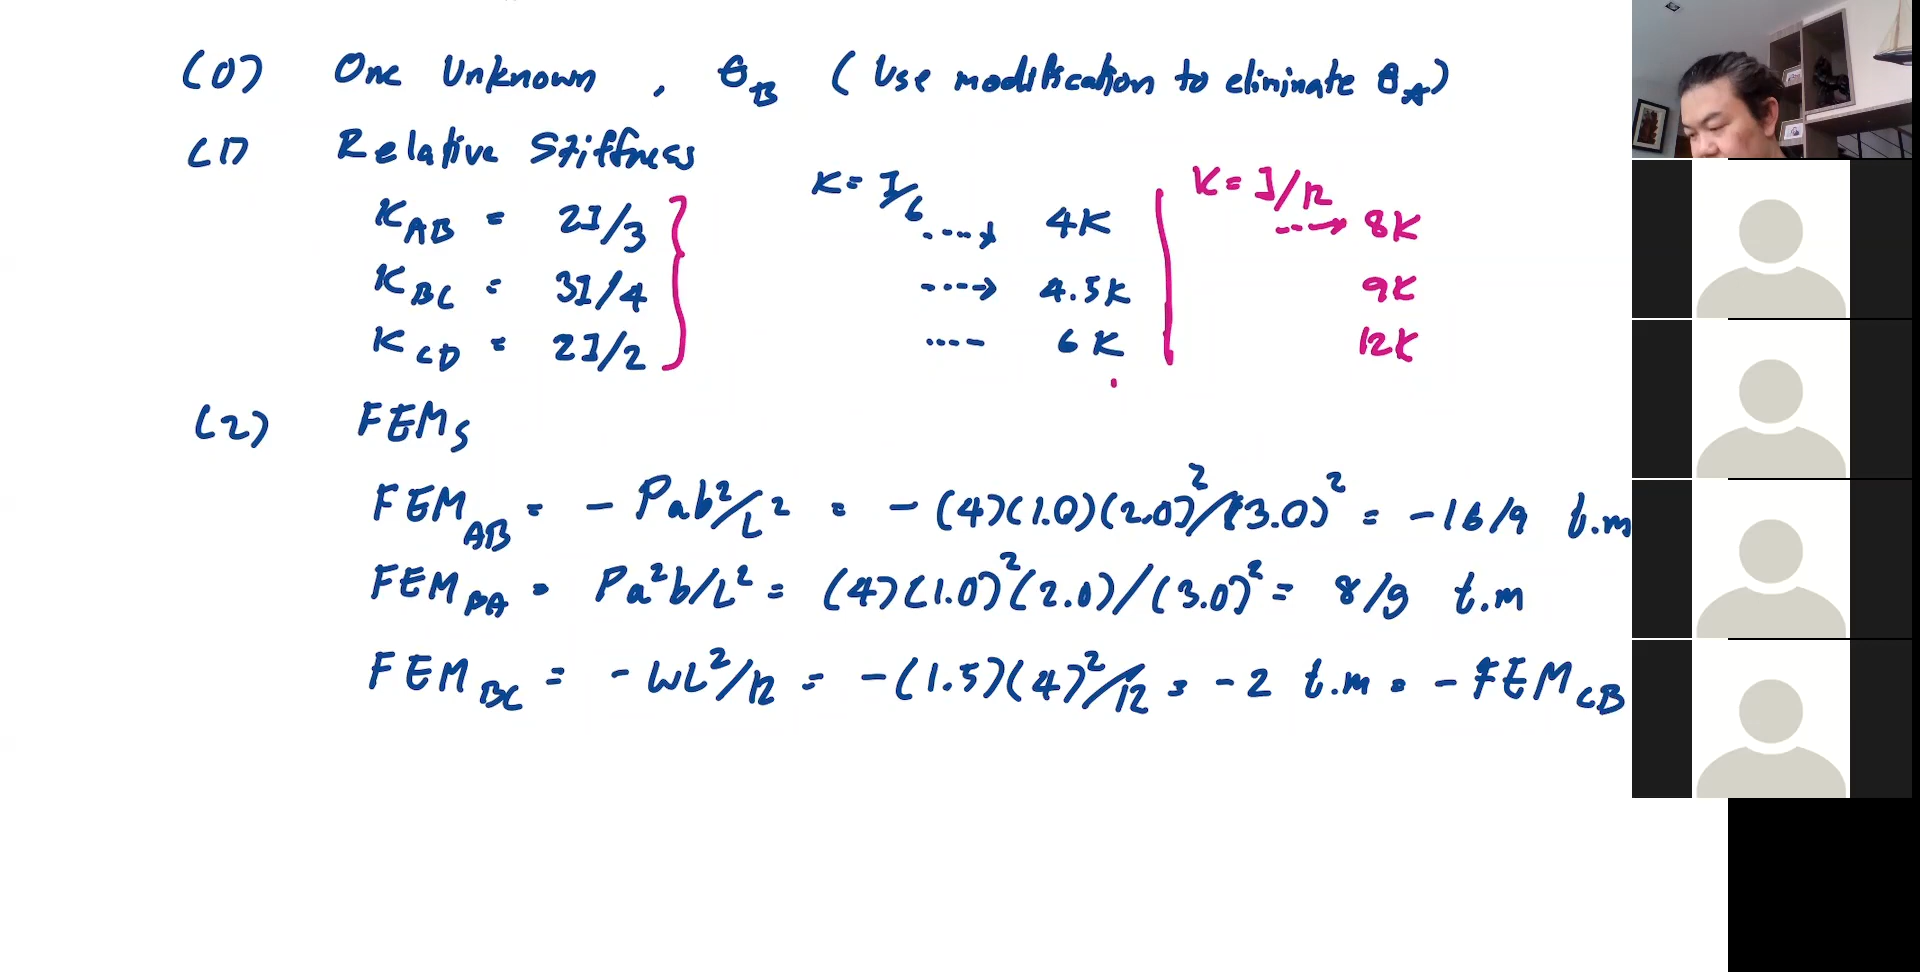 (0) One Unknown, θB (Use modification to eliminate θA)
(1) Relative Stiffness
K = I/6 K = I/12
KAB = 2I/3 ----> 4K ---> 8K
KBC = 3I/4 ----> 4.5K 9K
KCD = 2I/2 ---- 6K 12K
(2) FEMs
FEMAB = - Pab²/L² = - (4)(1.0)(2.0)²/(3.0)² = -16/9 t.m
FEMBA = Pa²b/L² = (4)(1.0)²(2.0)/(3.0)² = 8/9 t.m
FEMBC = - WL²/12 = -(1.5)(4)²/12 = -2 t.m = - FEMCB